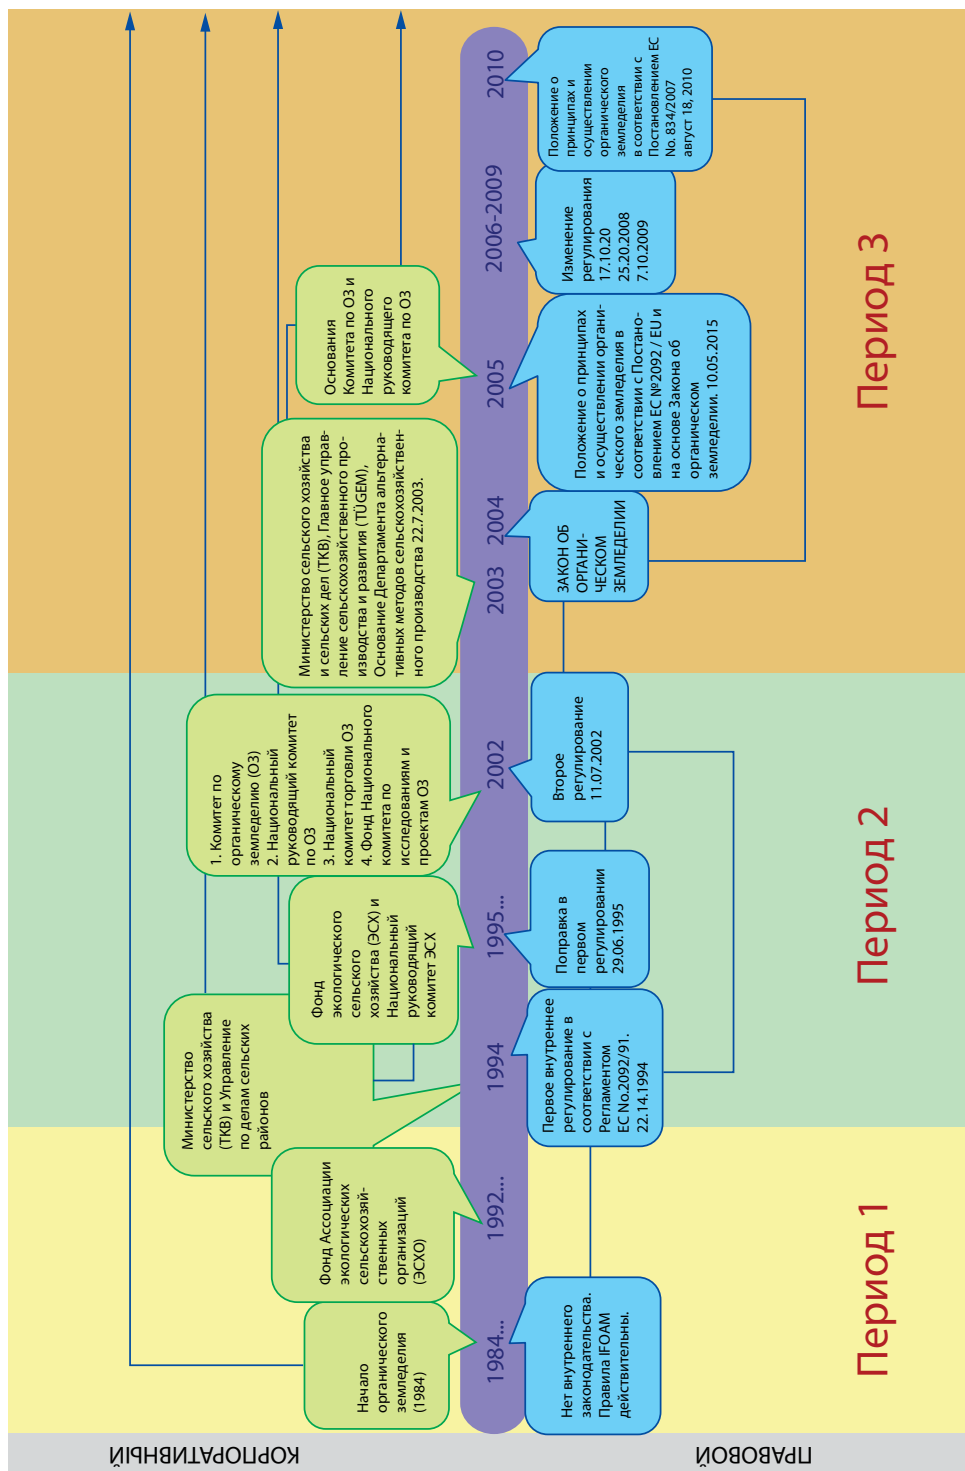 КОРПОРАТИВНЫЙ
Начало
органического
земледелия
(1984)
Фонд Ассоциации
экологических
сельскохозяй-
ственных
организаций
(ЭСХО)
Министерство
сельского хозяйства
(ТКВ) и Управление
по делам сельских
районов
Фонд
экологического
сельского
хозяйства (ЭСХ) и
Национальный
руководящий
комитет ЭСХ
1. Комитет по
органическому
земледелию (ОЗ)
2. Национальный
руководящий комитет
по ОЗ
3. Национальный
комитет торговли ОЗ
4. Фонд Национального
комитета по
исследованиям и
проектам ОЗ
Министерство сельского хозяйства
и сельских дел (ТКВ), Главное управ-
ление сельскохозяйственного про-
изводства и развития (TÜGEM),
Основание Департамента альтерна-
тивных методов сельскохозяйствен-
ного производства 22.7.2003.
Основания
Комитета по ОЗ и
Национального
руководящего
комитета по ОЗ
1984...
1992...
1994
1995...
2002
2003
2004
2005
2006-2009
2010
ПРАВОВОЙ
Нет внутреннего
законодательства.
Правила IFOAM
действительны.
Первое внутреннее
регулирование в
соответствии с
Регламентом
ЕС No.2092/91.
22.14.1994
Поправка в
первом
регулировании
29.06.1995
Второе
регулирование
11.07.2002
ЗАКОН ОБ
ОРГАНИ-
ЧЕСКОМ
ЗЕМЛЕДЕЛИИ
Положение о принципах
и осуществлении органи-
ческого земледелия в
соответствии с Постано-
влением ЕС №2092 / EU и
на основе Закона об
органическом
земледелии. 10.05.2015
Изменение
регулирования
17.10.20
25.20.2008
7.10.2009
Положение о
принципах и
осуществлении
органического
земледелия
в соответствии с
Постановлением ЕС
No. 834/2007
август 18, 2010
Период 1
Период 2
Период 3